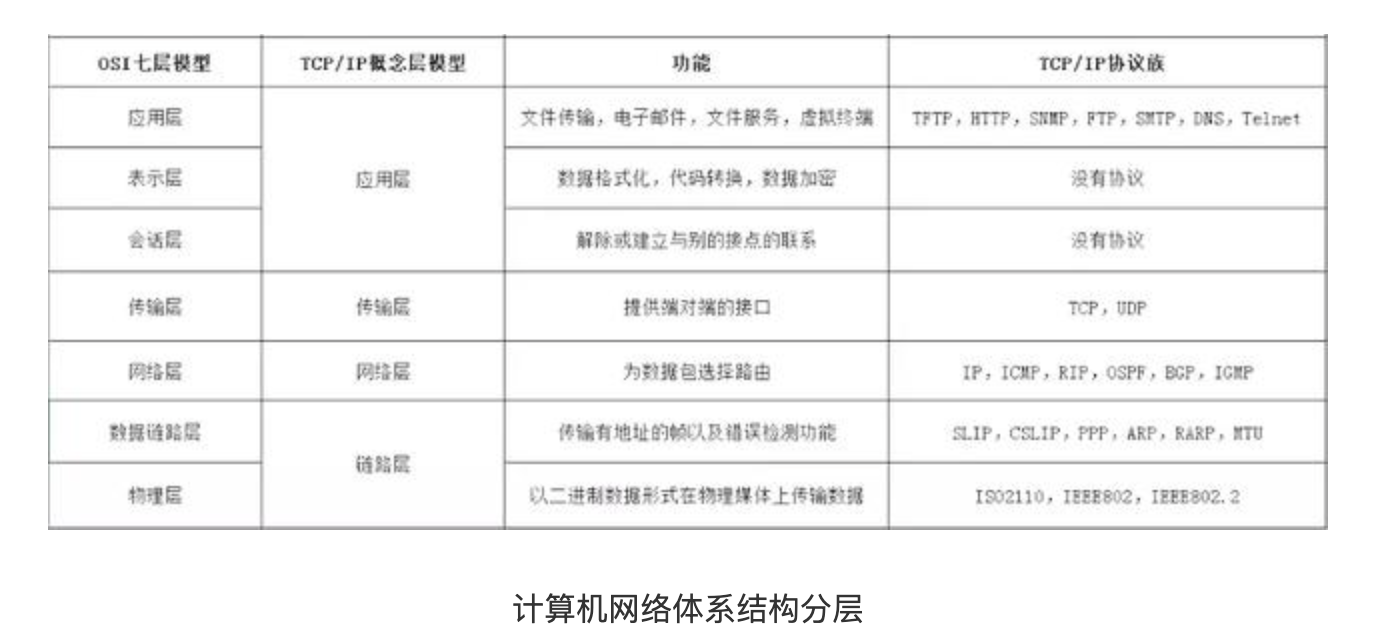 OSI七层模型 TCP/IP概念层模型 功能 TCP/IP协议族
应用层 文件传输，电子邮件，文件服务，虚拟终端 TFTP，HTTP，SNMP，FTP，SMTP，DNS，Telnet
表示层 应用层 数据格式化，代码转换，数据加密 没有协议
会话层 解除或建立与别的接点的联系 没有协议
传输层 传输层 提供端对端的接口 TCP，UDP
网络层 网络层 为数据包选择路由 IP，ICMP，RIP，OSPF，BGP，IGMP
数据链路层 传输有地址的帧以及错误检测功能 SLIP，CSLIP，PPP，ARP，RARP，MTU
链路层
物理层 以二进制数据形式在物理媒体上传输数据 ISO2110，IEEE802，IEEE802.2
计算机网络体系结构分层